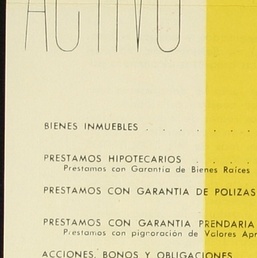 ACTIVO
BIENES INMUEBLES . . . . . . .
PRESTAMOS HIPOTECARIOS . . . .
Prestamos con Garantia de Bienes Raices
PRESTAMOS CON GARANTIA DE POLIZAS
PRESTAMOS CON GARANTIA PRENDARIA
Prestamos con pignoración de Valores Apr
ACCIONES, BONOS Y OBLIGACIONES